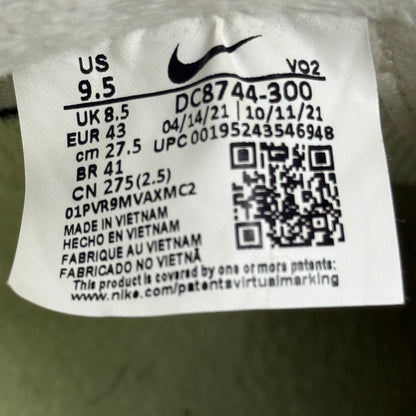 US
9.5
VQ2
DC8744-300
UK 8.5
04/14/21 | 10/11/21
EUR 43
UPC 00195243546948
cm 27.5
BR 41
CN 275(2.5)
01PVR9MVAXMC2
MADE IN VIETNAM
HECHO EN VIETNAM
FABRIQUE AU VIETNAM
FABRICADO NO VIETNÃ
This product is covered by one or more patents:
www.nike.com/patentsvirtualmarking